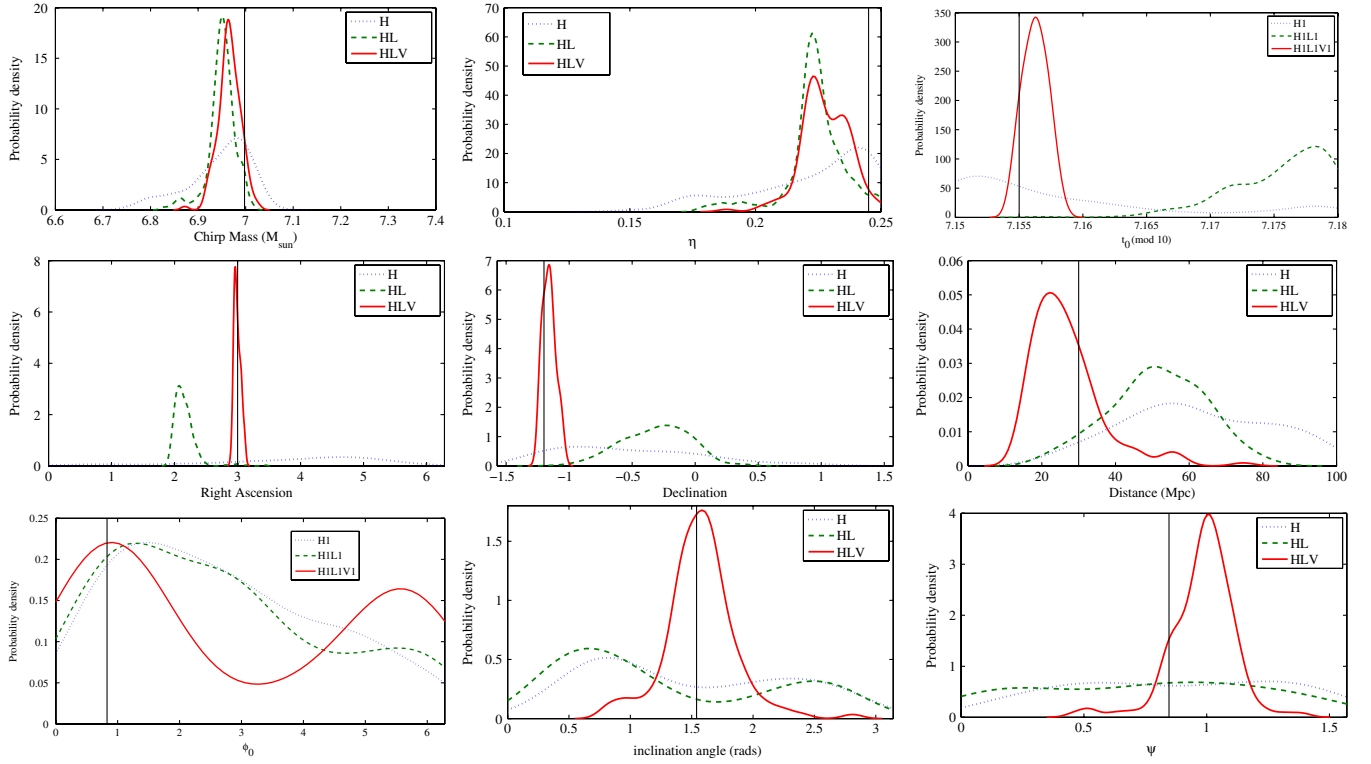 20
15
10
5
0
6.6 6.7 6.8 6.9 7 7.1 7.2 7.3 7.4
Chirp Mass (M_sun)
Probability density
H
HL
HLV
70
60
50
40
30
20
10
0
0.1 0.15 0.2 0.25
η
Probability density
H
HL
HLV
350
300
250
200
150
100
50
0
7.15 7.155 7.16 7.165 7.17 7.175 7.18
t_0 (mod 10)
Probability density
H1
H1L1
H1L1V1
8
6
4
2
0
0 1 2 3 4 5 6
Right Ascension
Probability density
H
HL
HLV
7
6
5
4
3
2
1
0
−1.5 −1 −0.5 0 0.5 1 1.5
Declination
Probability density
H
HL
HLV
0.06
0.05
0.04
0.03
0.02
0.01
0
0 20 40 60 80 100
Distance (Mpc)
Probability density
H
HL
HLV
0.25
0.2
0.15
0.1
0.05
0
0 1 2 3 4 5 6
ϕ_0
Probability density
H1
H1L1
H1L1V1
1.5
1
0.5
0
0 0.5 1 1.5 2 2.5 3
inclination angle (rads)
Probability density
H
HL
HLV
4
3
2
1
0
0 0.5 1 1.5
ψ
Probability density
H
HL
HLV